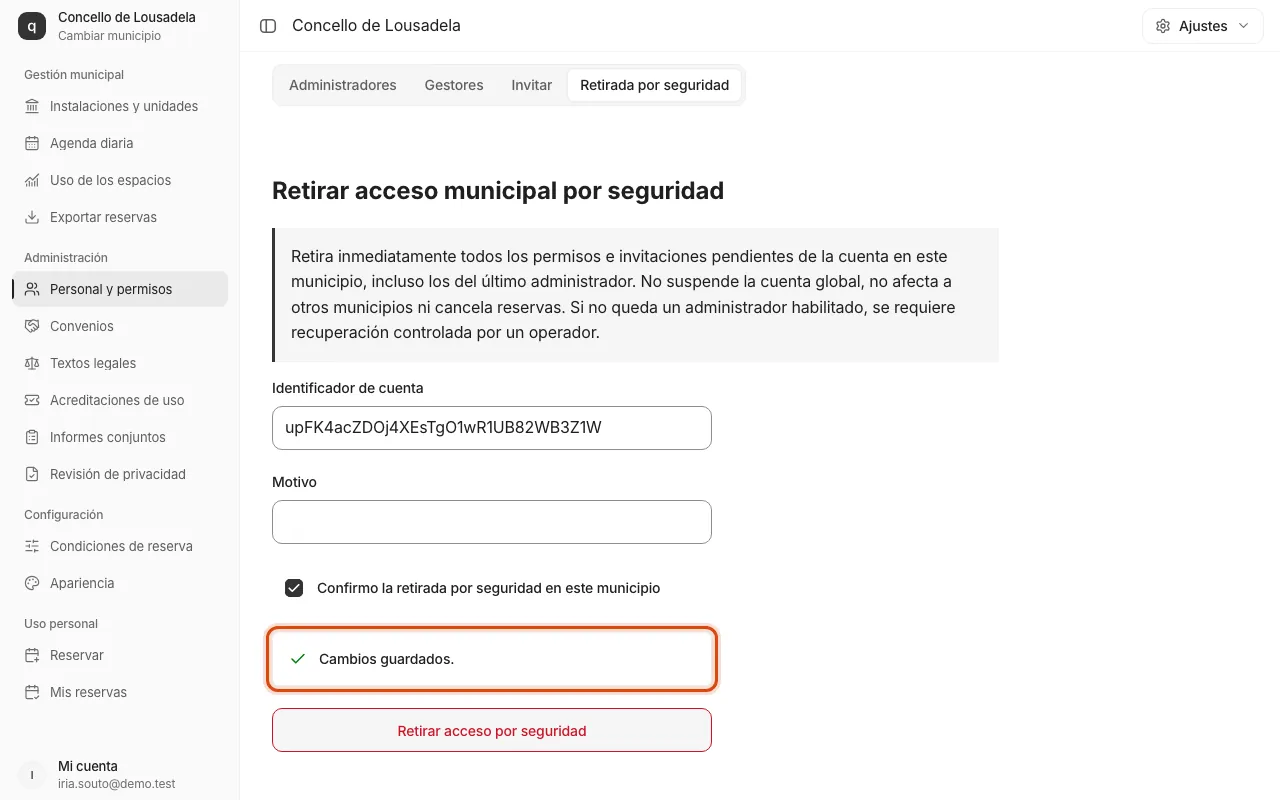 q
Concello de Lousadela
Cambiar municipio
Gestión municipal
Instalaciones y unidades
Agenda diaria
Uso de los espacios
Exportar reservas
Administración
Personal y permisos
Convenios
Textos legales
Acreditaciones de uso
Informes conjuntos
Revisión de privacidad
Configuración
Condiciones de reserva
Apariencia
Uso personal
Reservar
Mis reservas
I
Mi cuenta
iria.souto@demo.test
Concello de Lousadela
Ajustes
Administradores
Gestores
Invitar
Retirada por seguridad
Retirar acceso municipal por seguridad
Retira inmediatamente todos los permisos e invitaciones pendientes de la cuenta en este
municipio, incluso los del último administrador. No suspende la cuenta global, no afecta a
otros municipios ni cancela reservas. Si no queda un administrador habilitado, se requiere
recuperación controlada por un operador.
Identificador de cuenta
upFK4acZDOj4XEsTgO1wR1UB82WB3Z1W
Motivo
Confirmo la retirada por seguridad en este municipio
Cambios guardados.
Retirar acceso por seguridad